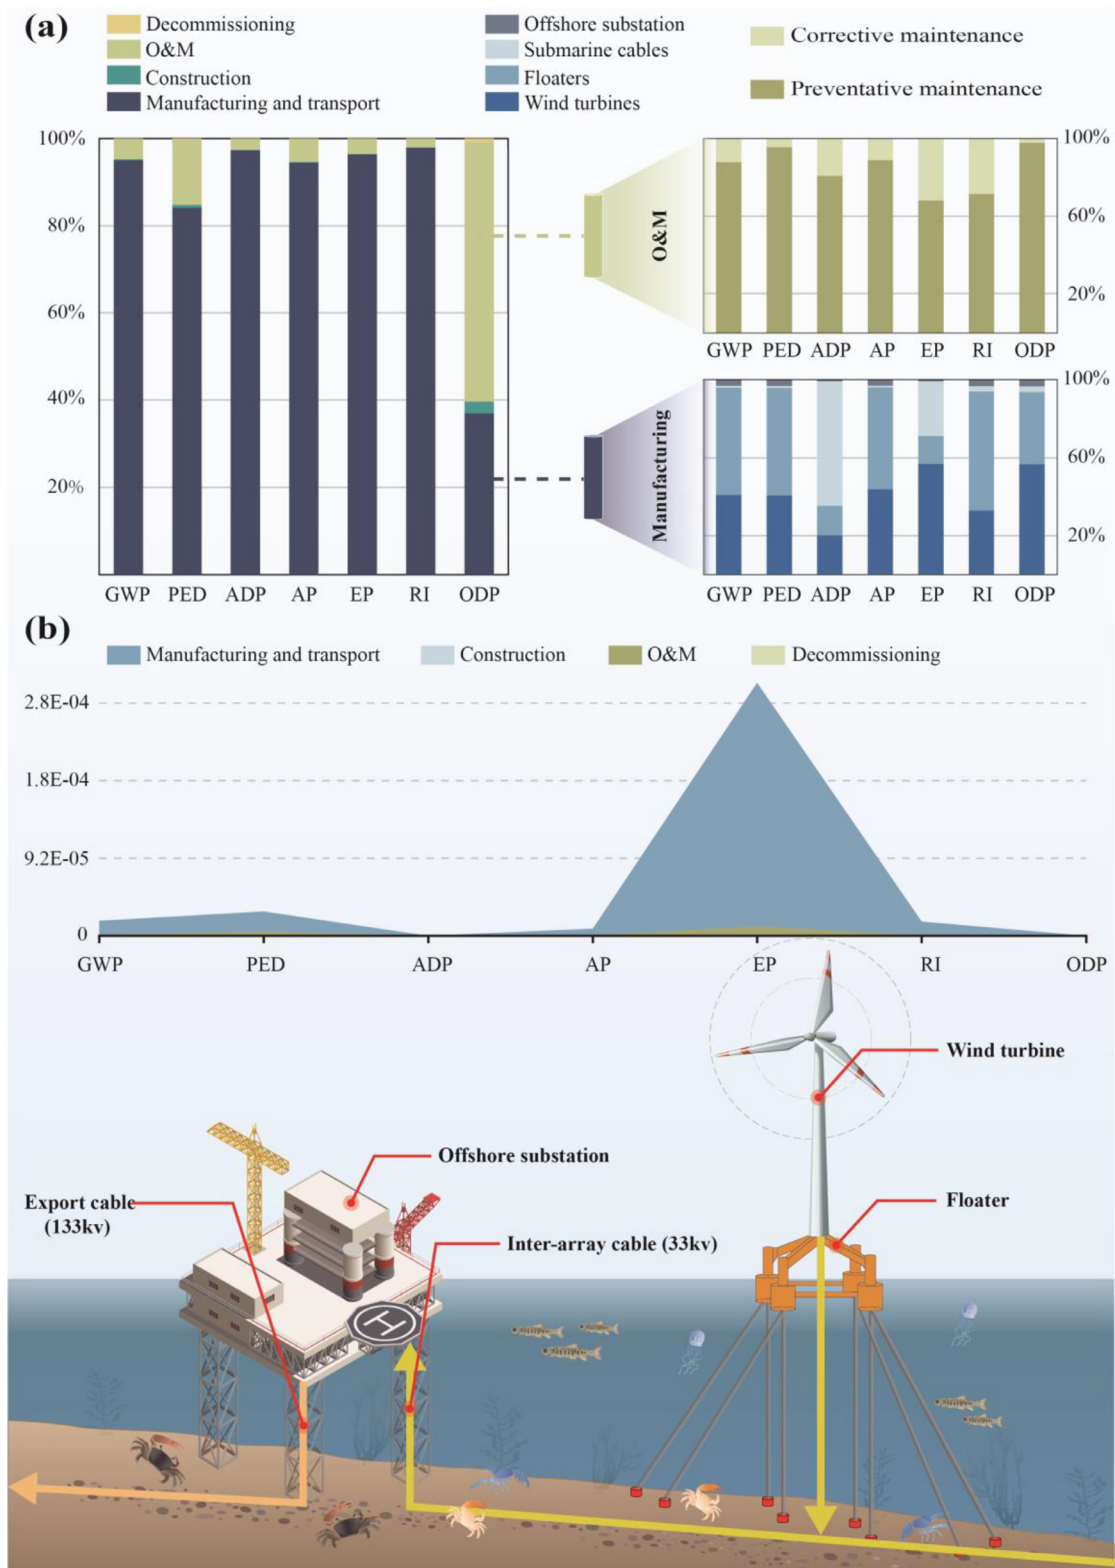 (a)
Decommissioning
O&M
Construction
Manufacturing and transport
Offshore substation
Submarine cables
Floaters
Wind turbines
Corrective maintenance
Preventative maintenance
100%
80%
60%
40%
20%
GWP PED ADP AP EP RI ODP
O&M
100%
60%
20%
GWP PED ADP AP EP RI ODP
Manufacturing
100%
60%
20%
GWP PED ADP AP EP RI ODP
(b)
Manufacturing and transport Construction O&M Decommissioning
2.8E-04
1.8E-04
9.2E-05
0
GWP PED ADP AP EP RI ODP
Wind turbine
Offshore substation
Export cable
(133kv)
Floater
Inter-array cable (33kv)
H